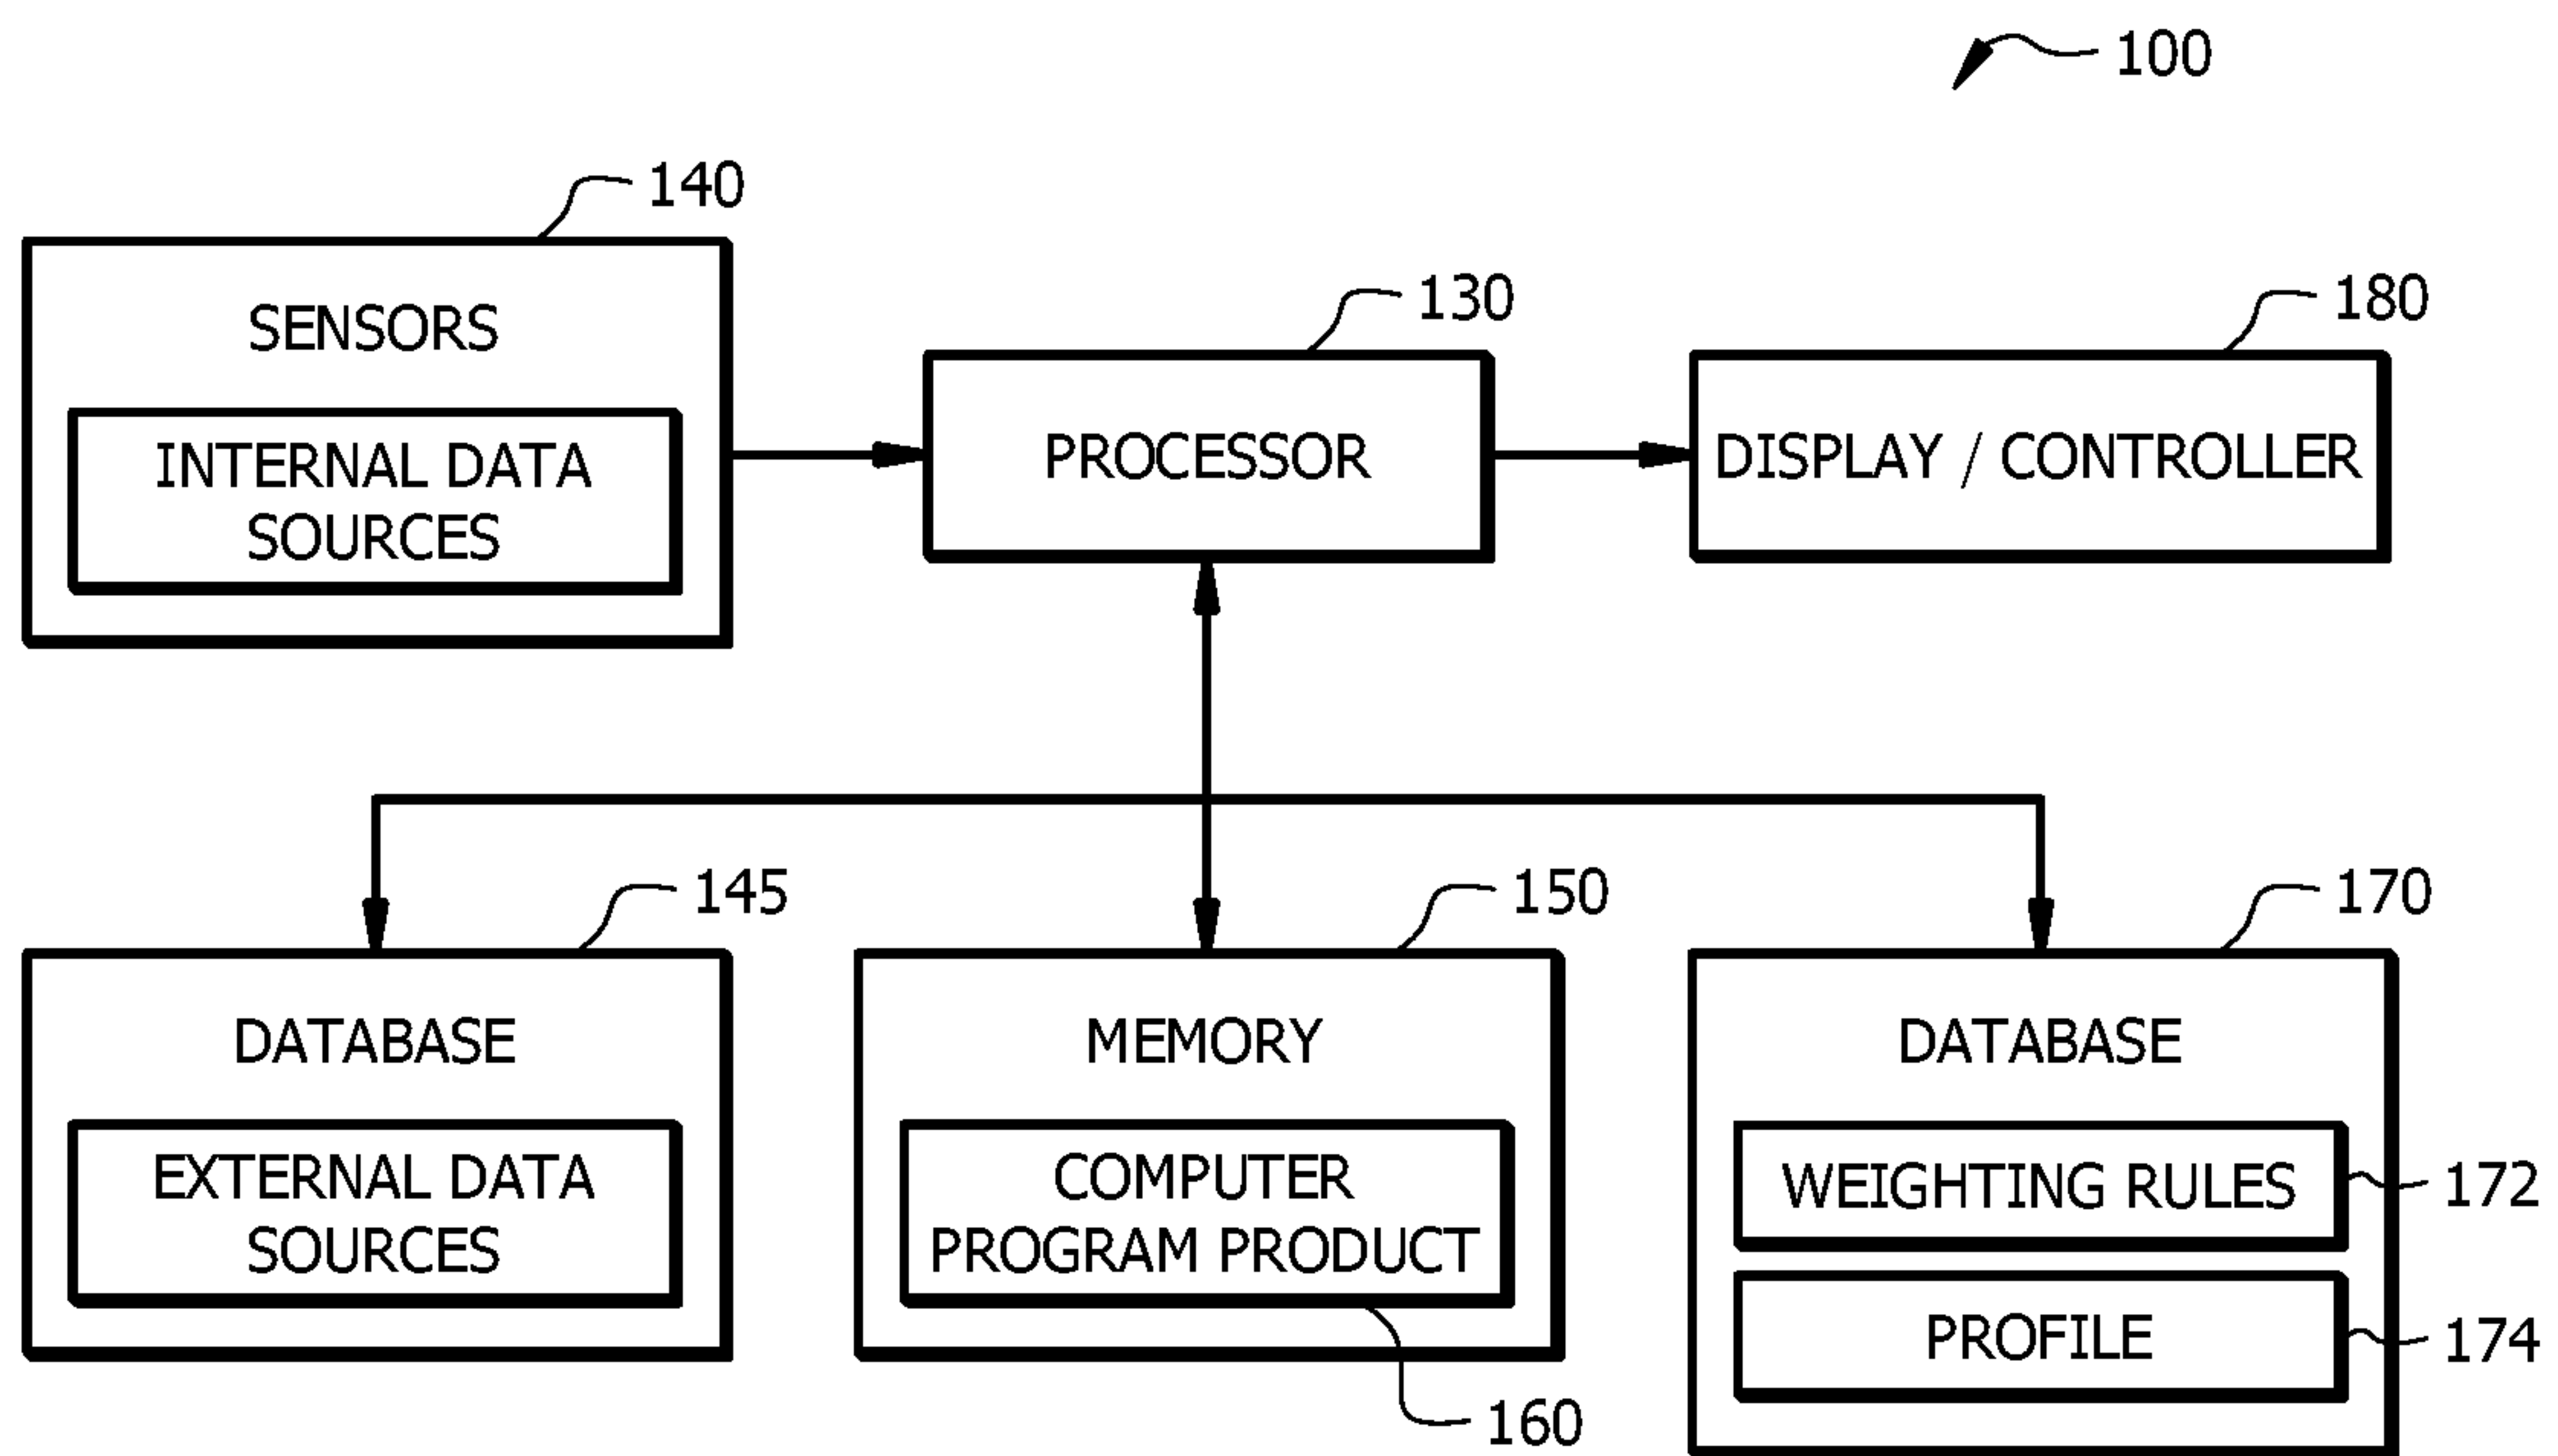 100
140
SENSORS
INTERNAL DATA
SOURCES
130
PROCESSOR
180
DISPLAY / CONTROLLER
145
DATABASE
EXTERNAL DATA
SOURCES
150
MEMORY
COMPUTER
PROGRAM PRODUCT
160
170
DATABASE
WEIGHTING RULES
172
PROFILE
174